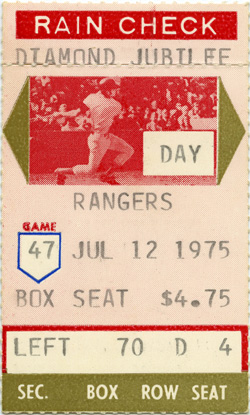 RAIN CHECK
DIAMOND JUBILEE
DAY
RANGERS
GAME
47 JUL 12 1975
BOX SEAT $4.75
LEFT 70 D 4
SEC. BOX ROW SEAT